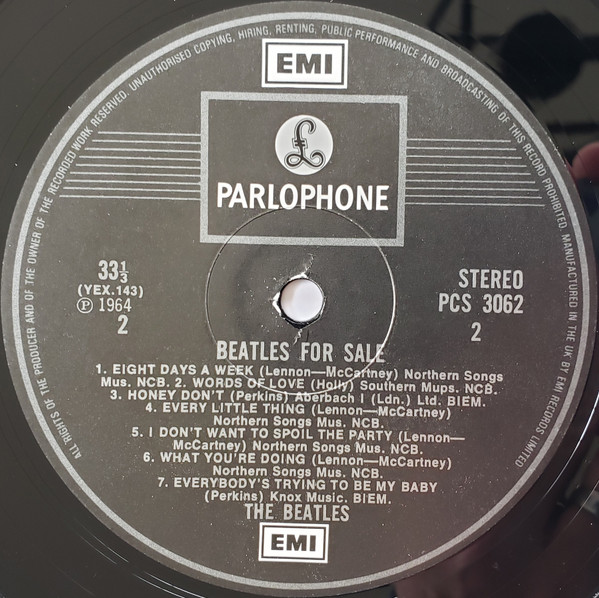 ALL RIGHTS OF THE PRODUCER AND OF THE OWNER OF THE RECORDED WORK RESERVED. UNAUTHORISED COPYING, HIRING, RENTING, PUBLIC PERFORMANCE AND BROADCASTING OF THIS RECORD PROHIBITED. MANUFACTURED IN THE UK BY EMI RECORDS LIMITED
EMI
£
PARLOPHONE
33⅓
(YEX.143)
℗ 1964
2
STEREO
PCS 3062
2
BEATLES FOR SALE
1. EIGHT DAYS A WEEK (Lennon—McCartney) Northern Songs
Mus. NCB. 2. WORDS OF LOVE (Holly) Southern Mups. NCB.
3. HONEY DON'T (Perkins) Aberbach I (Ldn.) Ltd. BIEM.
4. EVERY LITTLE THING (Lennon—McCartney)
Northern Songs Mus. NCB.
5. I DON'T WANT TO SPOIL THE PARTY (Lennon—
McCartney) Northern Songs Mus. NCB.
6. WHAT YOU'RE DOING (Lennon—McCartney)
Northern Songs Mus. NCB.
7. EVERYBODY'S TRYING TO BE MY BABY
(Perkins) Knox Music. BIEM.
THE BEATLES
EMI